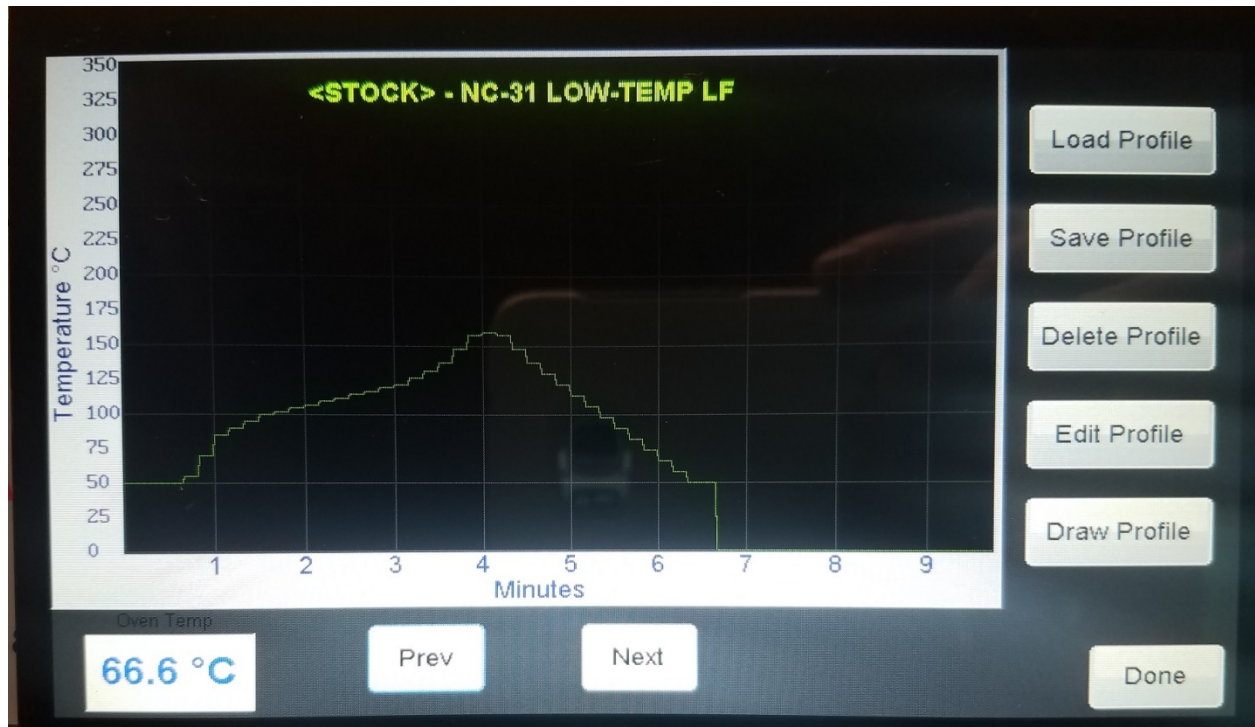 <STOCK> - NC-31 LOW-TEMP LF
350
325
300
275
250
225
200
175
150
125
100
75
50
25
0
Temperature °C
1 2 3 4 5 6 7 8 9
Minutes
Load Profile
Save Profile
Delete Profile
Edit Profile
Draw Profile
Oven Temp
66.6 °C
Prev
Next
Done